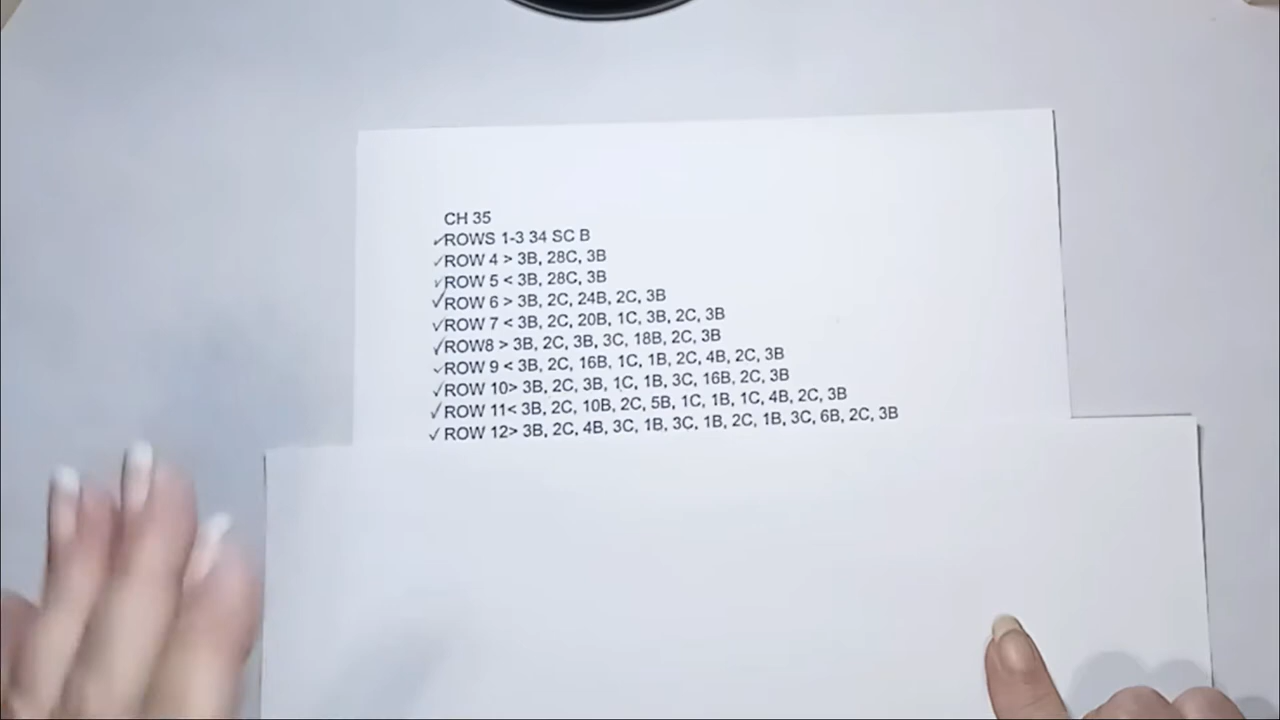 CH 35
✓ROWS 1-3 34 SC B
✓ROW 4 > 3B, 28C, 3B
✓ROW 5 < 3B, 28C, 3B
✓ROW 6 > 3B, 2C, 24B, 2C, 3B
✓ROW 7 < 3B, 2C, 20B, 1C, 3B, 2C, 3B
✓ROW8 > 3B, 2C, 3B, 3C, 18B, 2C, 3B
✓ROW 9 < 3B, 2C, 16B, 1C, 1B, 2C, 4B, 2C, 3B
✓ROW 10> 3B, 2C, 3B, 1C, 1B, 3C, 16B, 2C, 3B
✓ROW 11< 3B, 2C, 10B, 2C, 5B, 1C, 1B, 1C, 4B, 2C, 3B
✓ROW 12> 3B, 2C, 4B, 3C, 1B, 3C, 1B, 2C, 1B, 3C, 6B, 2C, 3B